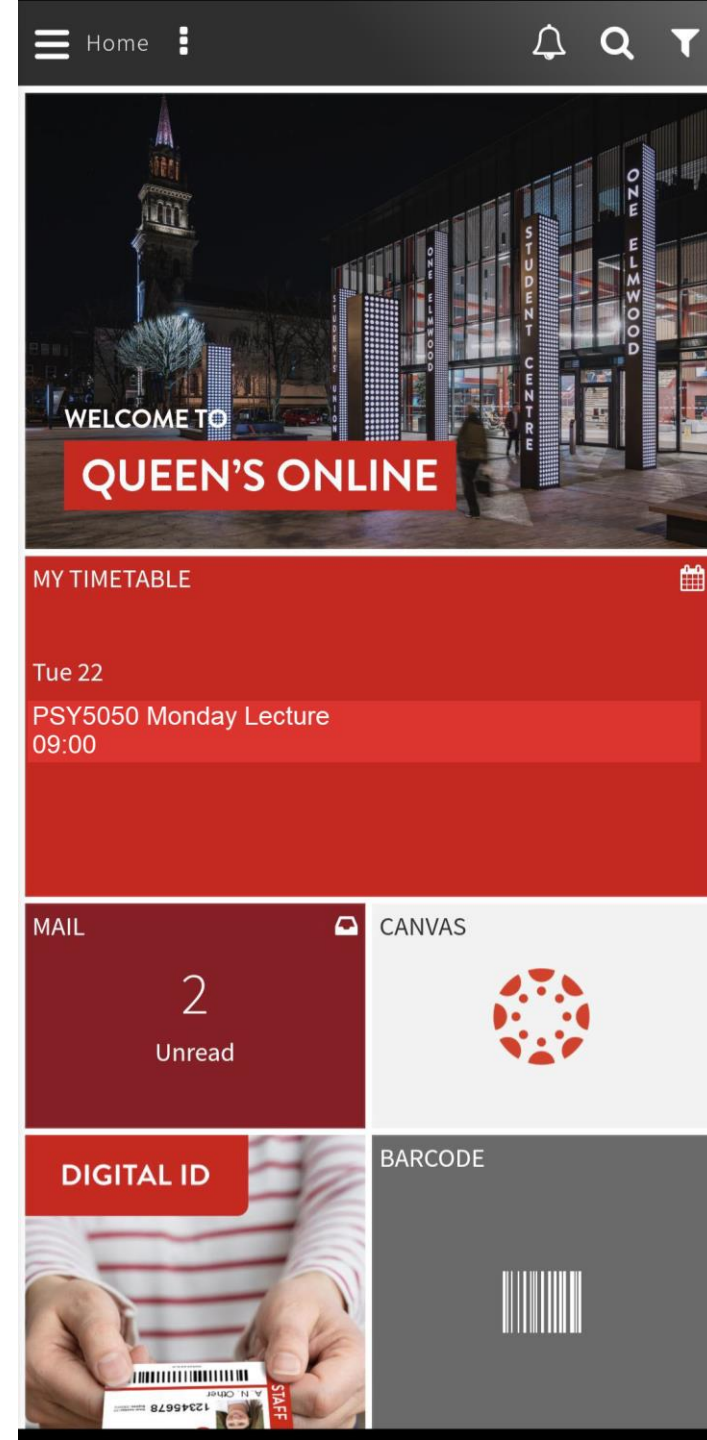 Home
STUDENTS UNION
ONE ELMWOOD
STUDENT CENTRE
ONE ELMWOOD
WELCOME TO
QUEEN'S ONLINE
MY TIMETABLE
Tue 22
PSY5050 Monday Lecture
09:00
MAIL
2
Unread
CANVAS
DIGITAL ID
BARCODE
STAFF
A. N. Other
12345678